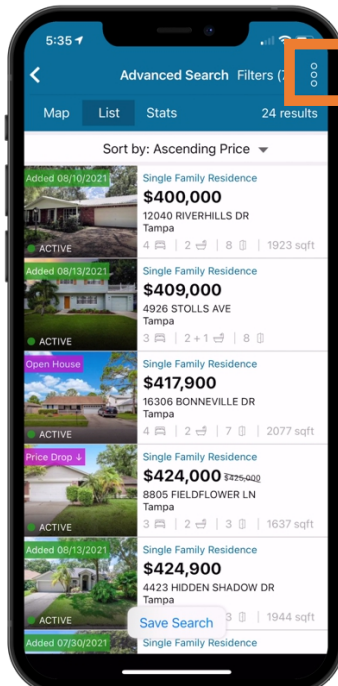 5:35
Advanced Search Filters (7
Map List Stats 24 results
Sort by: Ascending Price
Added 08/10/2021
Single Family Residence
$400,000
12040 RIVERHILLS DR
Tampa
ACTIVE
4 | 2 | 8 | 1923 sqft
Added 08/13/2021
Single Family Residence
$409,000
4926 STOLLS AVE
Tampa
ACTIVE
3 | 2 + 1 | 8
Open House
Single Family Residence
$417,900
16306 BONNEVILLE DR
Tampa
ACTIVE
4 | 2 | 7 | 2077 sqft
Price Drop ↓
Single Family Residence
$424,000 $425,000
8805 FIELDFLOWER LN
Tampa
ACTIVE
3 | 2 | 3 | 1637 sqft
Added 08/13/2021
Single Family Residence
$424,900
4423 HIDDEN SHADOW DR
Tampa
ACTIVE
3 | 1944 sqft
Save Search
Added 07/30/2021
Single Family Residence